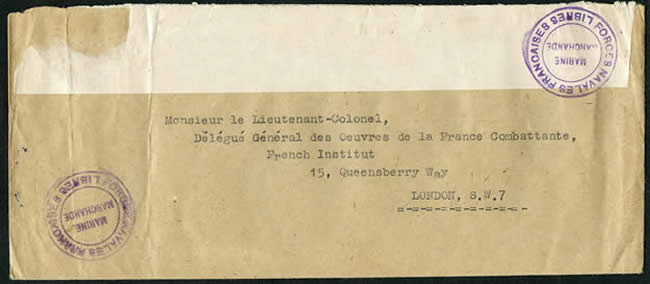 FORCES NAVALES FRANÇAISES LIBRES
MARINE
MARCHANDE
Monsieur le Lieutenant-Colonel,
Délégué Général des Oeuvres de la France Combattante,
French Institut
15, Queensberry Way
LONDON, S.W.7
FORCES NAVALES FRANÇAISES LIBRES
MARINE
MARCHANDE